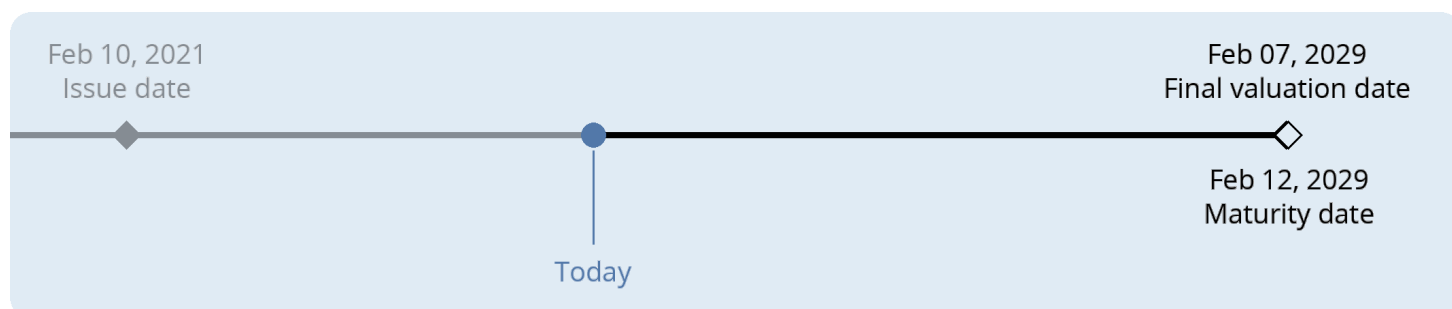 Feb 10, 2021
Issue date
Feb 07, 2029
Final valuation date
Feb 12, 2029
Maturity date
Today